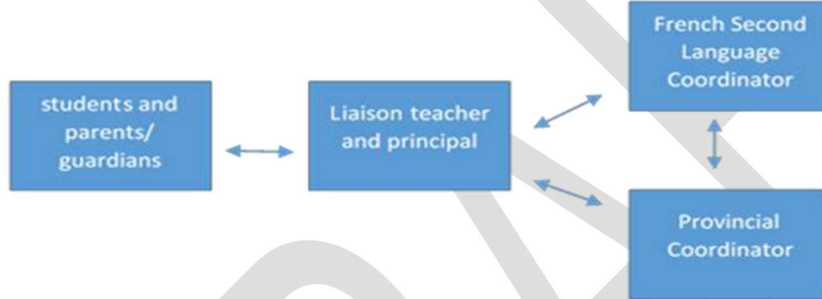 students and
parents/
guardians
Liaison teacher
and principal
French Second
Language
Coordinator
Provincial
Coordinator